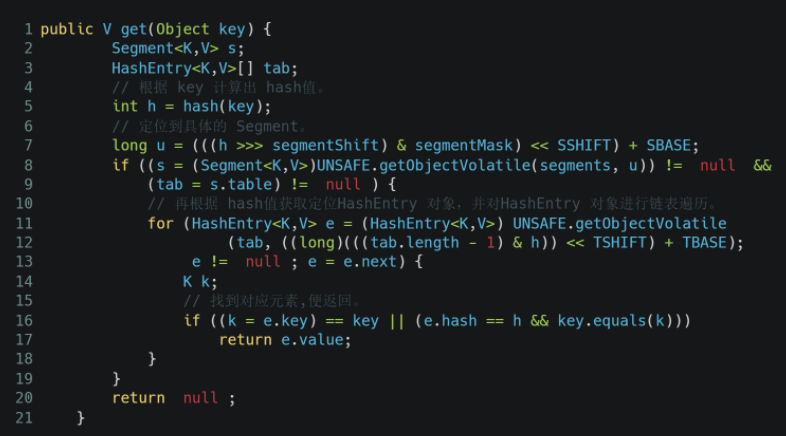 1 public V get(Object key) {
2 Segment<K,V> s;
3 HashEntry<K,V>[] tab;
4 // 根据 key 计算出 hash值。
5 int h = hash(key);
6 // 定位到具体的 Segment。
7 long u = (((h >>> segmentShift) & segmentMask) << SSHIFT) + SBASE;
8 if ((s = (Segment<K,V>)UNSAFE.getObjectVolatile(segments, u)) != null &&
9 (tab = s.table) != null ) {
10 // 再根据 hash值获取定位HashEntry 对象，并对HashEntry 对象进行链表遍历。
11 for (HashEntry<K,V> e = (HashEntry<K,V>) UNSAFE.getObjectVolatile
12 (tab, ((long)(((tab.length - 1) & h)) << TSHIFT) + TBASE);
13 e != null ; e = e.next) {
14 K k;
15 // 找到对应元素,便返回。
16 if ((k = e.key) == key || (e.hash == h && key.equals(k)))
17 return e.value;
18 }
19 }
20 return null ;
21 }